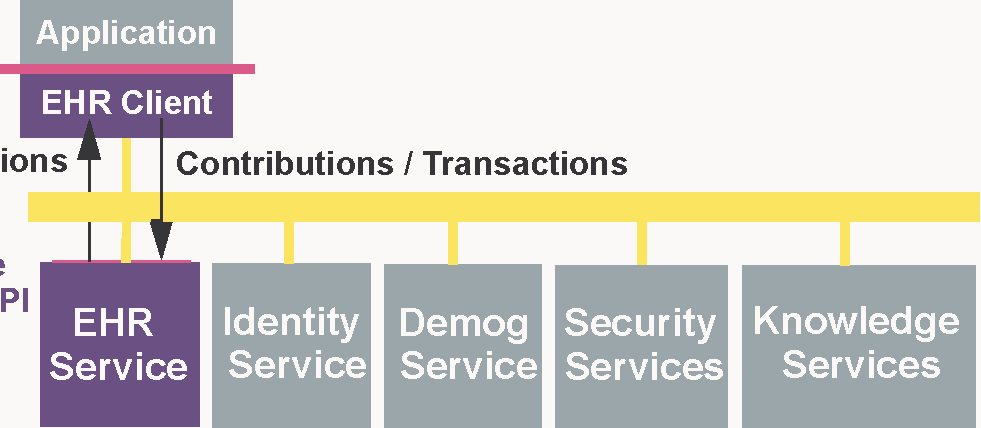 Application
EHR Client
ions
Contributions / Transactions
e
PI
EHR
Service
Identity
Service
Demog
Service
Security
Services
Knowledge
Services